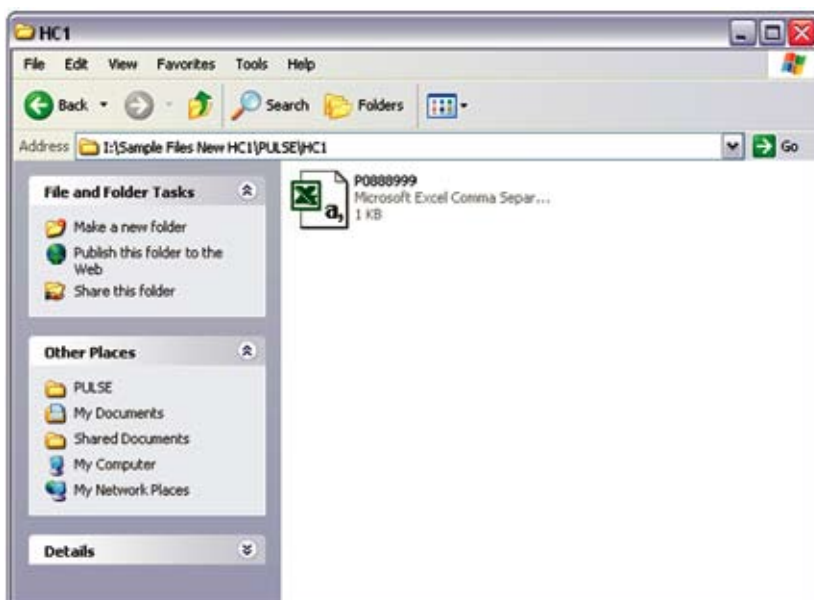 HC1
File Edit View Favorites Tools Help
Back Search Folders
Address I:\Sample Files New HC1\PULSE\HC1 Go
File and Folder Tasks
Make a new folder
Publish this folder to the
Web
Share this folder
Other Places
PULSE
My Documents
Shared Documents
My Computer
My Network Places
Details
P0888999
Microsoft Excel Comma Separ...
1 KB
a,